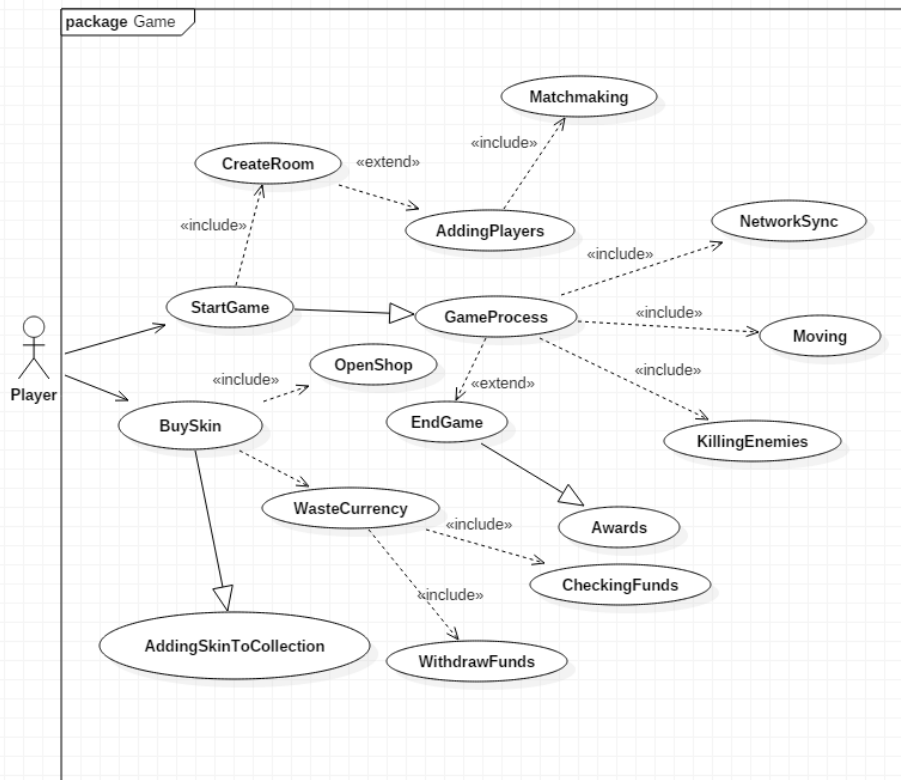 package Game
Matchmaking
«include»
CreateRoom
«extend»
«include»
AddingPlayers
NetworkSync
«include»
StartGame
GameProcess
«include»
Moving
Player
OpenShop
«include»
«include»
«extend»
BuySkin
EndGame
KillingEnemies
WasteCurrency
«include»
Awards
CheckingFunds
«include»
AddingSkinToCollection
WithdrawFunds